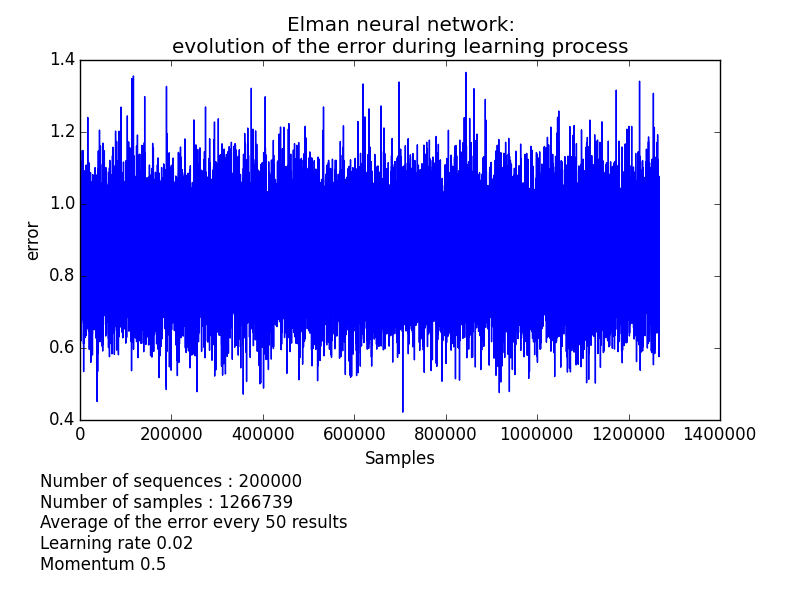 Elman neural network:
evolution of the error during learning process
1.4
1.2
1.0
0.8
0.6
0.4
error
0 200000 400000 600000 800000 1000000 1200000 1400000
Samples
Number of sequences : 200000
Number of samples : 1266739
Average of the error every 50 results
Learning rate 0.02
Momentum 0.5